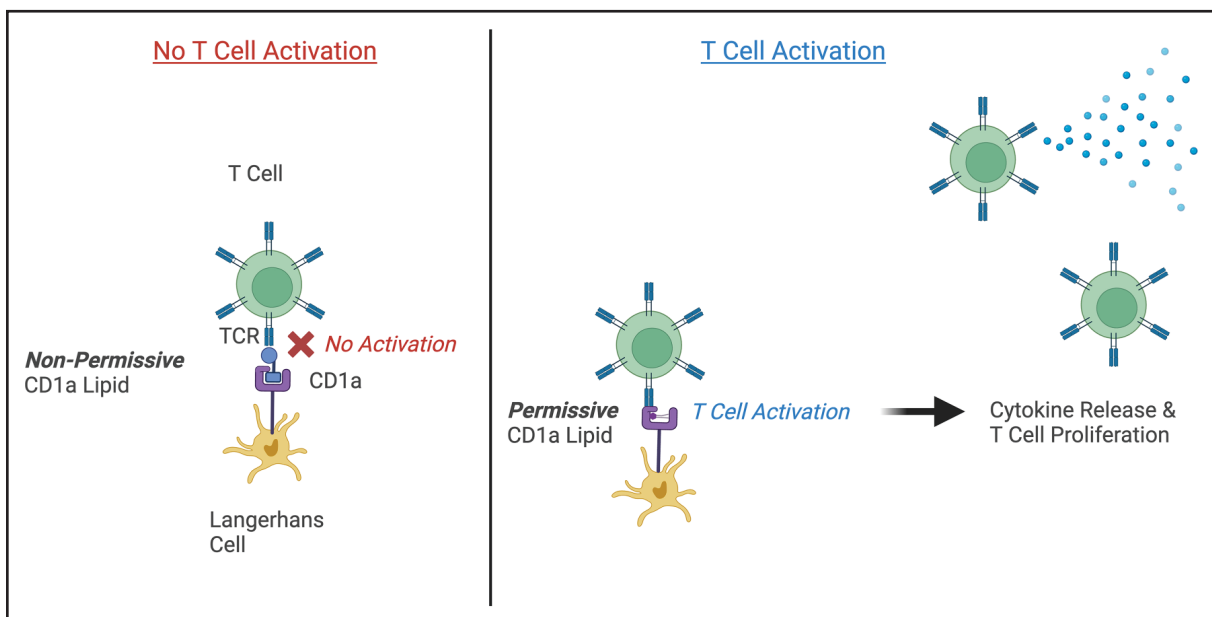 No T Cell Activation
T Cell
TCR
No Activation
Non-Permissive
CD1a Lipid
CD1a
Langerhans
Cell
T Cell Activation
Permissive
CD1a Lipid
T Cell Activation
Cytokine Release &
T Cell Proliferation